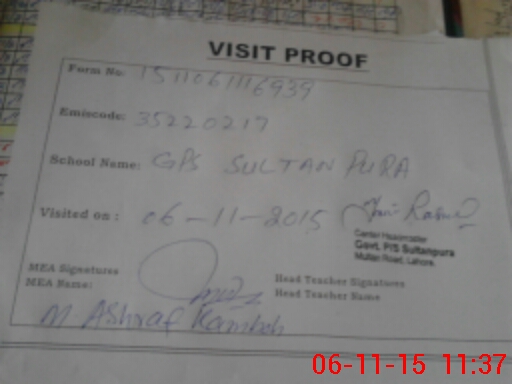 VISIT PROOF
Form No: 1511061116939
Emiscode: 35220217
School Name: GPS SULTAN PURA
Visited on : 06-11-2015
Center Headmaster
Govt. P/S Sultanpura
Multan Road, Lahore.
MEA Signatures
Head Teacher Signatures
MEA Name:
Head Teacher Name
M Ashraf Kamboh
06-11-15 11:37